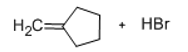 H₂C= + HBr